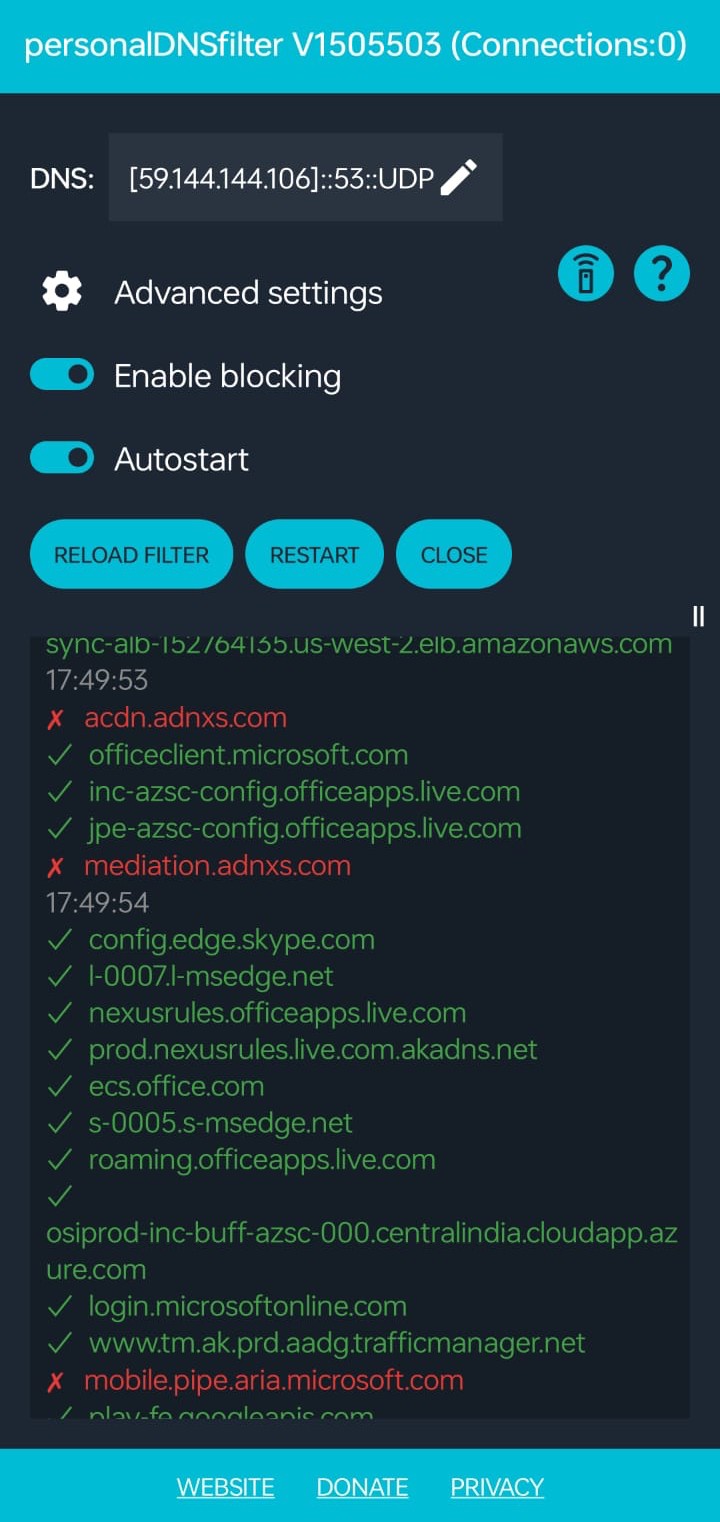 personalDNSfilter V1505503 (Connections:0)
DNS: [59.144.144.106]::53::UDP
Advanced settings
?
Enable blocking
Autostart
RELOAD FILTER RESTART CLOSE
sync-alb-152764135.us-west-2.elb.amazonaws.com
17:49:53
✗ acdn.adnxs.com
✓ officeclient.microsoft.com
✓ inc-azsc-config.officeapps.live.com
✓ jpe-azsc-config.officeapps.live.com
✗ mediation.adnxs.com
17:49:54
✓ config.edge.skype.com
✓ l-0007.l-msedge.net
✓ nexusrules.officeapps.live.com
✓ prod.nexusrules.live.com.akadns.net
✓ ecs.office.com
✓ s-0005.s-msedge.net
✓ roaming.officeapps.live.com
✓
osiprod-inc-buff-azsc-000.centralindia.cloudapp.az
ure.com
✓ login.microsoftonline.com
✓ www.tm.ak.prd.aadg.trafficmanager.net
✗ mobile.pipe.aria.microsoft.com
✓ play-fe.googleapis.com
WEBSITE DONATE PRIVACY